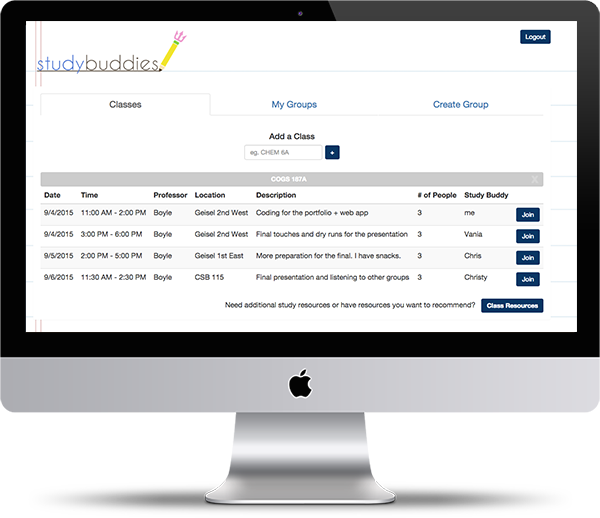 Logout
studybuddies
Classes My Groups Create Group
Add a Class
eg. CHEM 6A +
COGS 187A X
Date Time Professor Location Description # of People Study Buddy
9/4/2015 11:00 AM - 2:00 PM Boyle Geisel 2nd West Coding for the portfolio + web app 3 me Join
9/4/2015 3:00 PM - 6:00 PM Boyle Geisel 2nd West Final touches and dry runs for the presentation 3 Vania Join
9/5/2015 2:00 PM - 5:00 PM Boyle Geisel 1st East More preparation for the final. I have snacks. 3 Chris Join
9/6/2015 11:30 AM - 2:30 PM Boyle CSB 115 Final presentation and listening to other groups 3 Christy Join
Need additional study resources or have resources you want to recommend? Class Resources